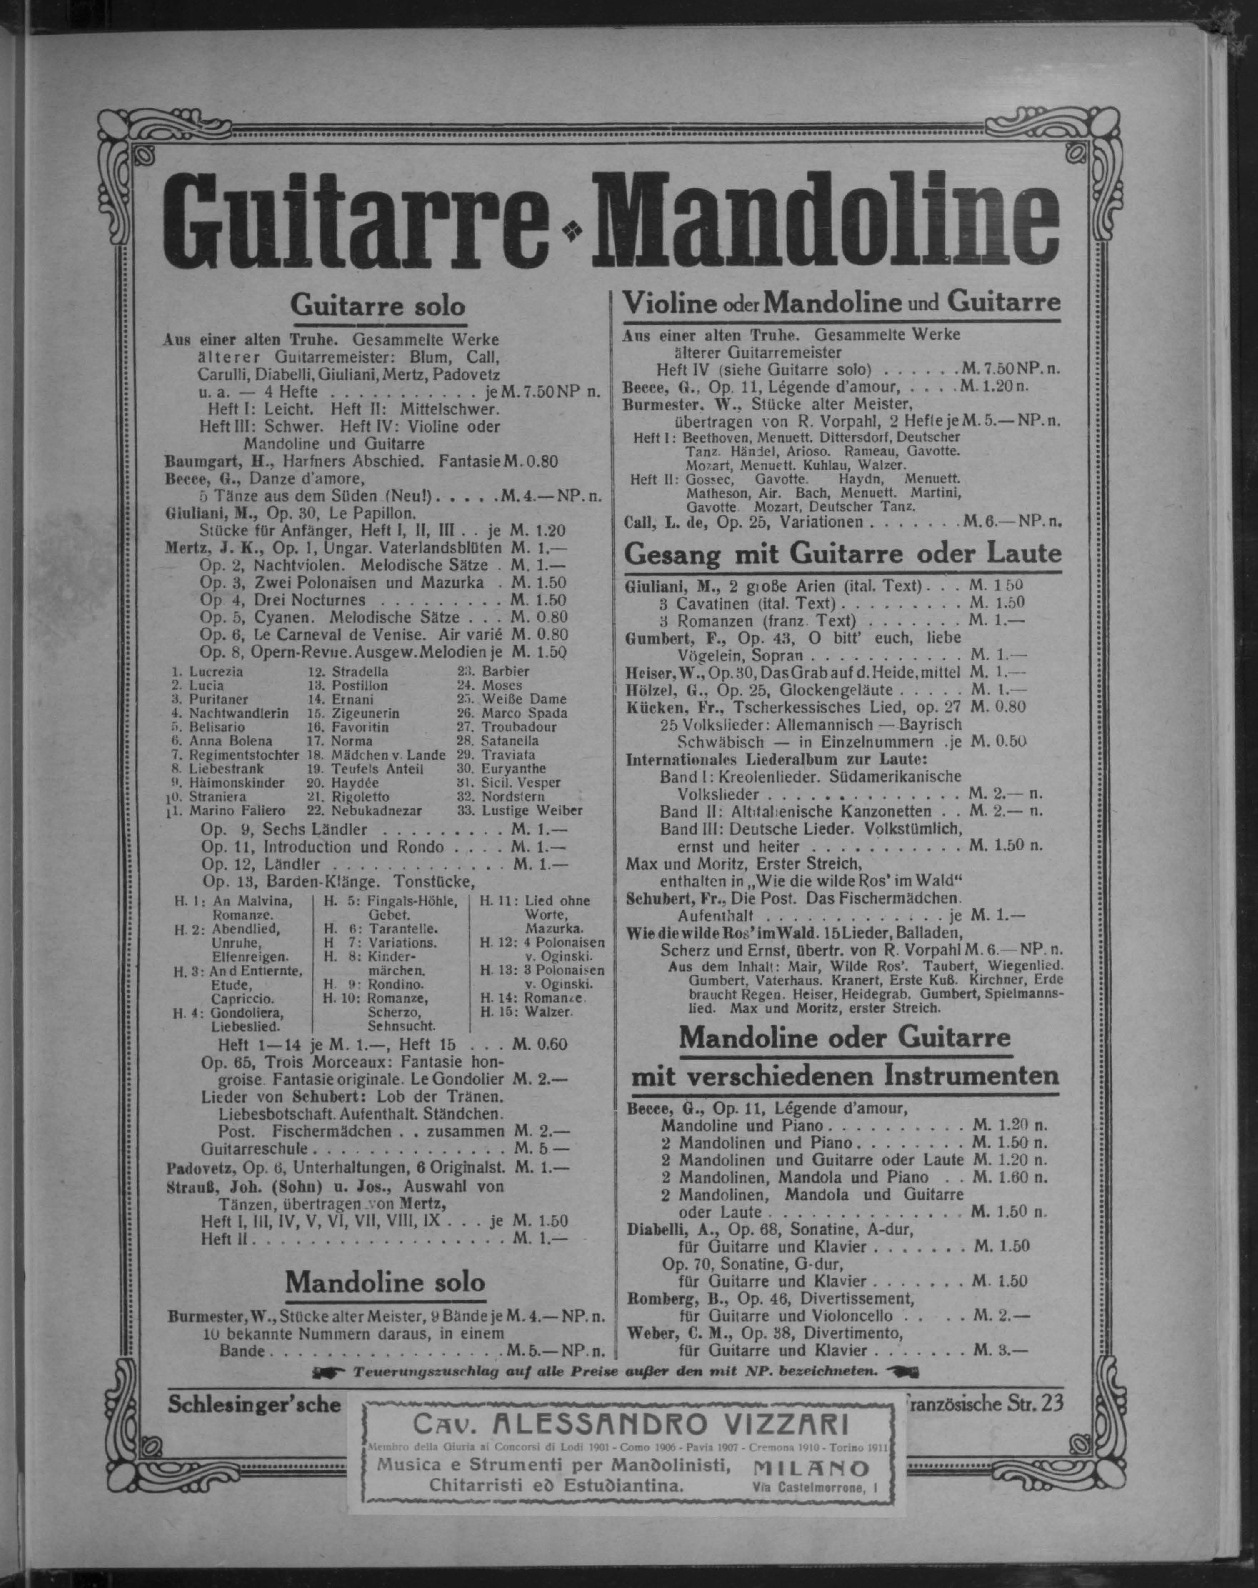 Guitarre Mandoline
Guitarre solo
Aus einer alten Truhe. Gesammelte Werke
älterer Guitarremeister: Blum, Call,
Carulli, Diabelli, Giuliani, Mertz, Padovetz
u. a. — 4 Hefte . . . . . . . . . . . je M. 7.50 NP n.
Heft I: Leicht. Heft II: Mittelschwer.
Heft III: Schwer. Heft IV: Violine oder
Mandoline und Guitarre
Baumgart, H., Harfners Abschied. Fantasie M. 0.80
Becce, G., Danze d'amore,
5 Tänze aus dem Süden (Neu!) . . . . . M. 4.— NP. n.
Giuliani, M., Op. 30, Le Papillon.
Stücke für Anfänger, Heft I, II, III . . je M. 1.20
Mertz, J. K., Op. 1, Ungar. Vaterlandsblüten M. 1.—
Op. 2, Nachtviolen. Melodische Sätze . M. 1.—
Op. 3, Zwei Polonaisen und Mazurka . M. 1.50
Op. 4, Drei Nocturnes . . . . . . . . . M. 1.50
Op. 5, Cyanen. Melodische Sätze . . . M. 0.80
Op. 6, Le Carneval de Venise. Air varié M. 0.80
Op. 8, Opern-Revue. Ausgew. Melodien je M. 1.50
1. Lucrezia 12. Stradella 23. Barbier
2. Lucia 13. Postillon 24. Moses
3. Puritaner 14. Ernani 25. Weiße Dame
4. Nachtwandlerin 15. Zigeunerin 26. Marco Spada
5. Belisario 16. Favoritin 27. Troubadour
6. Anna Bolena 17. Norma 28. Satanella
7. Regimentstochter 18. Mädchen v. Lande 29. Traviata
8. Liebestrank 19. Teufels Anteil 30. Euryanthe
9. Haimonskinder 20. Haydée 31. Sicil. Vesper
10. Straniera 21. Rigoletto 32. Nordstern
11. Marino Faliero 22. Nebukadnezar 33. Lustige Weiber
Op. 9, Sechs Ländler . . . . . . . . . M. 1.—
Op. 11, Introduction und Rondo . . . . M. 1.—
Op. 12, Ländler . . . . . . . . . . . . M. 1.—
Op. 13, Barden-Klänge. Tonstücke,
H. 1: An Malvina, H. 5: Fingals-Höhle, H. 11: Lied ohne
Romanze. Gebet. Worte,
H. 2: Abendlied, H. 6: Tarantelle. Mazurka.
Unruhe, H 7: Variations. H. 12: 4 Polonaisen
Elfenreigen. H. 8: Kinder- v. Oginski.
H. 3: And Entfernte, märchen. H. 13: 3 Polonaisen
Etude, H. 9: Rondino. v. Oginski.
Capriccio. H. 10: Romanze, H. 14: Romanze.
H. 4: Gondoliera, Scherzo, H. 15: Walzer.
Liebeslied. Sehnsucht.
Heft 1—14 je M. 1.—, Heft 15 . . . M. 0.60
Op. 65, Trois Morceaux: Fantasie hon-
groise. Fantasie originale. Le Gondolier M. 2.—
Lieder von Schubert: Lob der Tränen.
Liebesbotschaft. Aufenthalt. Ständchen.
Post. Fischermädchen . . zusammen M. 2.—
Guitarreschule . . . . . . . . . . . . . . M. 5 —
Padovetz, Op. 6, Unterhaltungen, 6 Originalst. M. 1.—
Strauß, Joh. (Sohn) u. Jos., Auswahl von
Tänzen, übertragen von Mertz,
Heft I, III, IV, V, VI, VII, VIII, IX . . . je M. 1.50
Heft II . . . . . . . . . . . . . . . . . . M. 1.—
Mandoline solo
Burmester, W., Stücke alter Meister, 9 Bände je M. 4.— NP. n.
10 bekannte Nummern daraus, in einem
Bande . . . . . . . . . . . . . . . . . M. 5.— NP. n.
Violine oder Mandoline und Guitarre
Aus einer alten Truhe. Gesammelte Werke
älterer Guitarremeister
Heft IV (siehe Guitarre solo) . . . . . . M. 7.50 NP. n.
Becce, G., Op. 11, Légende d'amour, . . . . M. 1.20 n.
Burmester. W., Stücke alter Meister,
übertragen von R. Vorpahl, 2 Hefte je M. 5.— NP. n.
Heft I: Beethoven, Menuett. Dittersdorf, Deutscher
Tanz. Händel, Arioso. Rameau, Gavotte.
Mozart, Menuett. Kuhlau, Walzer.
Heft II: Gossec, Gavotte. Haydn, Menuett.
Matheson, Air. Bach, Menuett. Martini,
Gavotte Mozart, Deutscher Tanz.
Call, L. de, Op. 25, Variationen . . . . . . . M. 6.— NP. n.
Gesang mit Guitarre oder Laute
Giuliani, M., 2 große Arien (ital. Text) . . . M. 1 50
3 Cavatinen (ital. Text) . . . . . . . . . M. 1.50
3 Romanzen (franz. Text) . . . . . . . M. 1.—
Gumbert, F., Op. 43, O bitt' euch, liebe
Vögelein, Sopran . . . . . . . . . . . M. 1.—
Heiser, W., Op. 30, Das Grab auf d. Heide, mittel M. 1.—
Hölzel, G., Op. 25, Glockengeläute . . . . . M. 1.—
Kücken, Fr., Tscherkessisches Lied, op. 27 M. 0.80
25 Volkslieder: Allemannisch — Bayrisch
Schwäbisch — in Einzelnummern . je M. 0.50
Internationales Liederalbum zur Laute:
Band I: Kreolenlieder. Südamerikanische
Volkslieder . . . . . . . . . . . . . . M. 2.— n.
Band II: Altitalienische Kanzonetten . . M. 2.— n.
Band III: Deutsche Lieder. Volkstümlich,
ernst und heiter . . . . . . . . . . . M. 1.50 n.
Max und Moritz, Erster Streich,
enthalten in „Wie die wilde Ros' im Wald“
Schubert, Fr., Die Post. Das Fischermädchen.
Aufenthalt . . . . . . . . . . . . . je M. 1.—
Wie die wilde Ros' im Wald. 15 Lieder, Balladen,
Scherz und Ernst, übertr. von R. Vorpahl M. 6.— NP. n.
Aus dem Inhalt: Mair, Wilde Ros'. Taubert, Wiegenlied.
Gumbert, Vaterhaus. Kranert, Erste Kuß. Kirchner, Erde
braucht Regen. Heiser, Heidegrab. Gumbert, Spielmanns-
lied. Max und Moritz, erster Streich.
Mandoline oder Guitarre
mit verschiedenen Instrumenten
Becce, G., Op. 11, Légende d'amour,
Mandoline und Piano . . . . . . . . . . M. 1.20 n.
2 Mandolinen und Piano . . . . . . . . M. 1.50 n.
2 Mandolinen und Guitarre oder Laute M. 1.20 n.
2 Mandolinen, Mandola und Piano . . M. 1.60 n.
2 Mandolinen, Mandola und Guitarre
oder Laute . . . . . . . . . . . . . . M. 1.50 n.
Diabelli, A., Op. 68, Sonatine, A-dur,
für Guitarre und Klavier . . . . . . . M. 1.50
Op. 70, Sonatine, G-dur,
für Guitarre und Klavier . . . . . . . M. 1.50
Romberg, B., Op. 46, Divertissement,
für Guitarre und Violoncello . . . . . M. 2.—
Weber, C. M., Op. 38, Divertimento,
für Guitarre und Klavier . . . . . . . M. 3.—
Teuerungszuschlag auf alle Preise außer den mit NP. bezeichneten.
Schlesinger'sche ranzösische Str. 23
CAV. ALESSANDRO VIZZARI
Membro della Giuria ai Concorsi di Lodi 1901 - Como 1906 - Pavia 1907 - Cremona 1910 - Torino 1911
Musica e Strumenti per Mandolinisti, MILANO
Chitarristi ed Estudiantina. Via Castelmorrone, 1